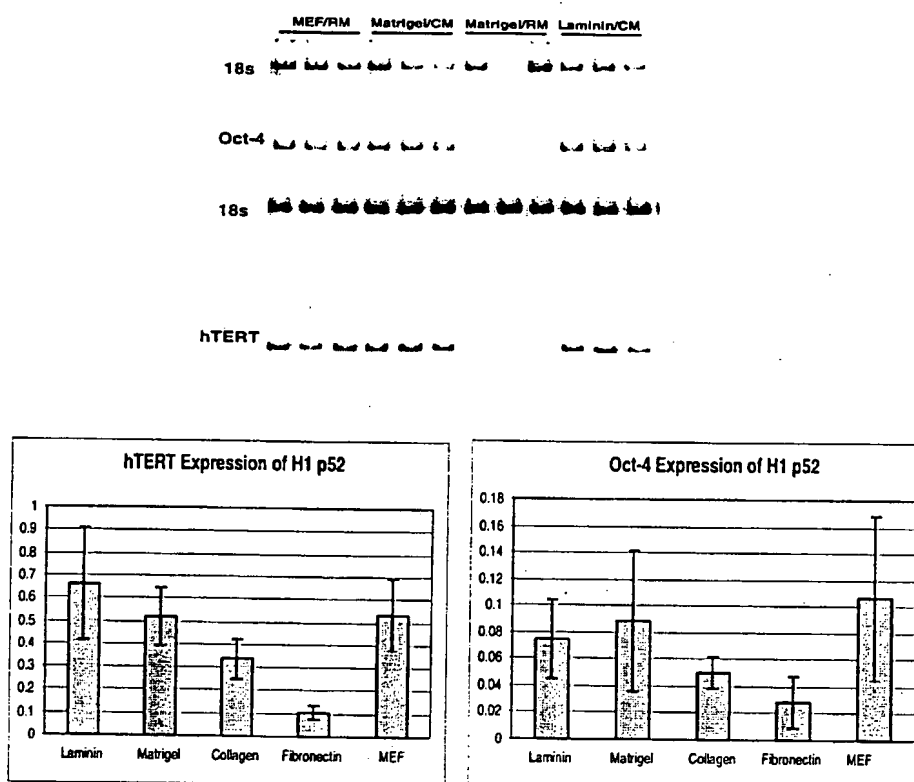 MEF/RM Matrigel/CM Matrigel/RM Laminin/CM
18s
Oct-4
18s
hTERT
hTERT Expression of H1 p52
1
0.9
0.8
0.7
0.6
0.5
0.4
0.3
0.2
0.1
0
Laminin Matrigel Collagen Fibronectin MEF
Oct-4 Expression of H1 p52
0.18
0.16
0.14
0.12
0.1
0.08
0.06
0.04
0.02
0
Laminin Matrigel Collagen Fibronectin MEF